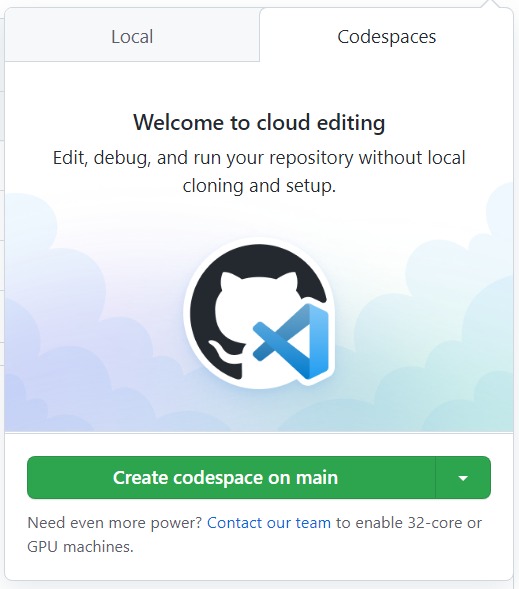 Local
Codespaces
Welcome to cloud editing
Edit, debug, and run your repository without local
cloning and setup.
Create codespace on main
Need even more power? Contact our team to enable 32-core or
GPU machines.